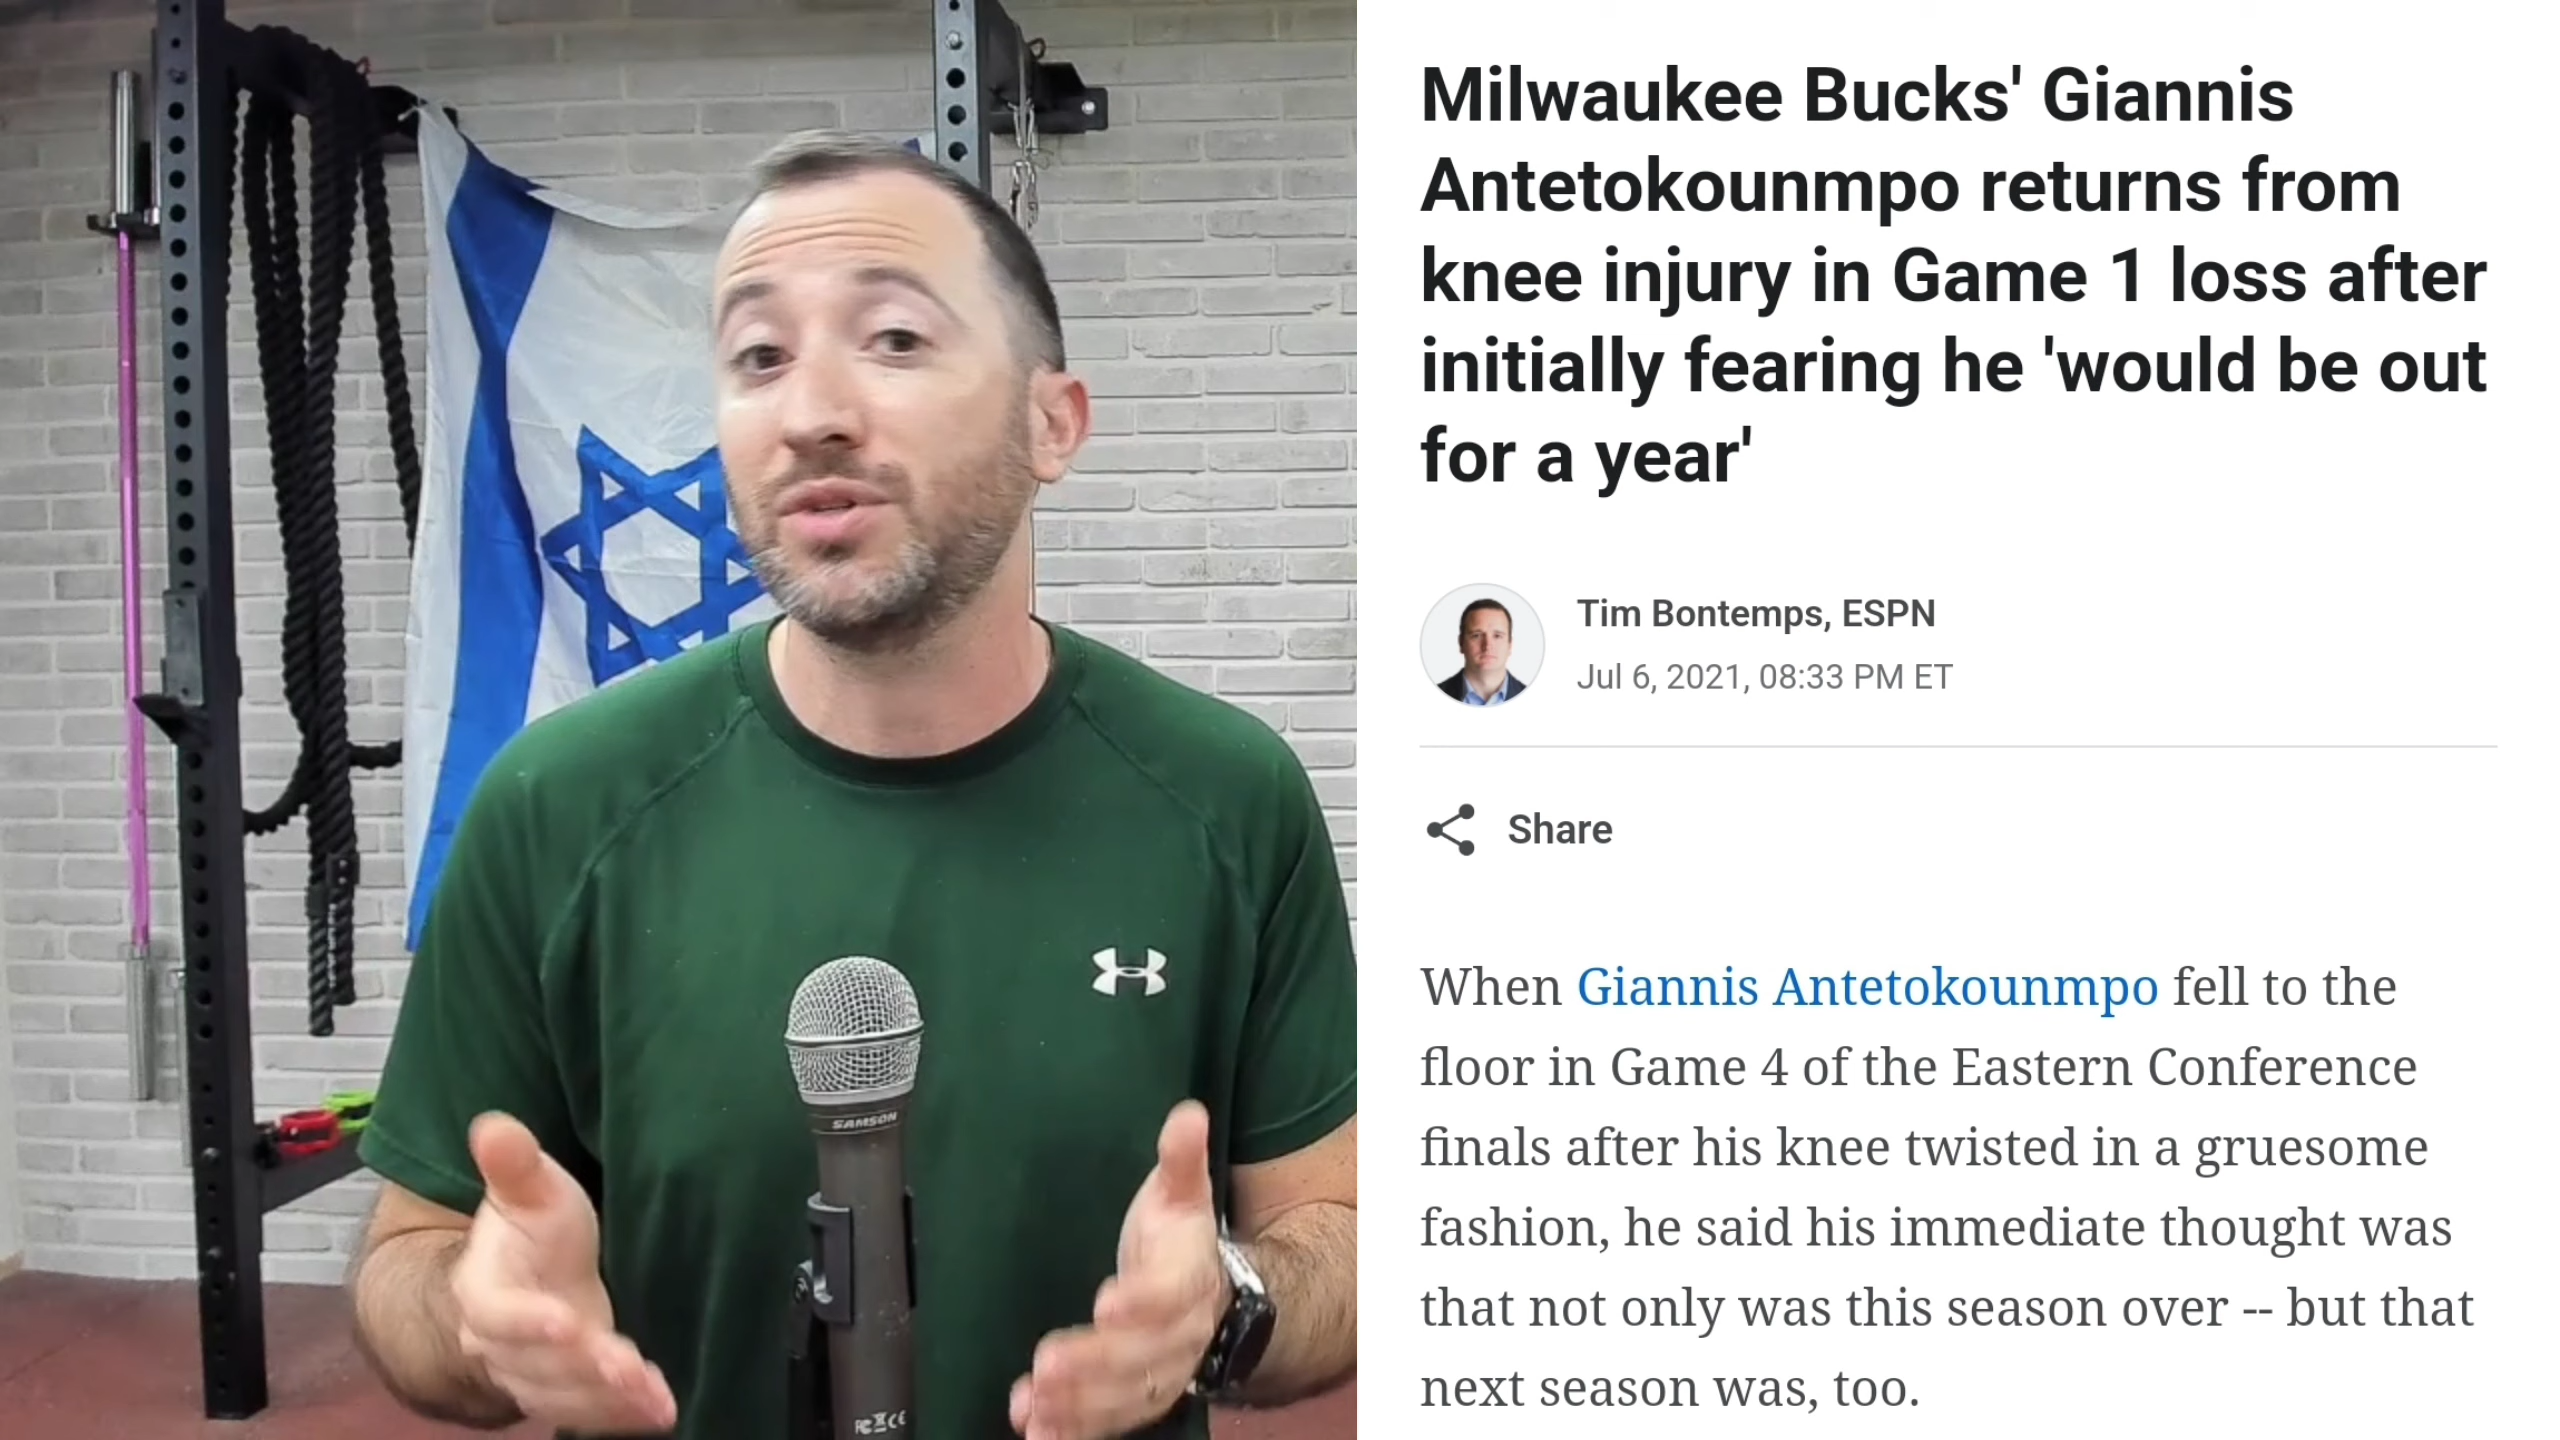 Milwaukee Bucks' Giannis
Antetokounmpo returns from
knee injury in Game 1 loss after
initially fearing he 'would be out
for a year'
Tim Bontemps, ESPN
Jul 6, 2021, 08:33 PM ET
Share
When Giannis Antetokounmpo fell to the
floor in Game 4 of the Eastern Conference
finals after his knee twisted in a gruesome
fashion, he said his immediate thought was
that not only was this season over -- but that
next season was, too.
SAMSON
FC CE